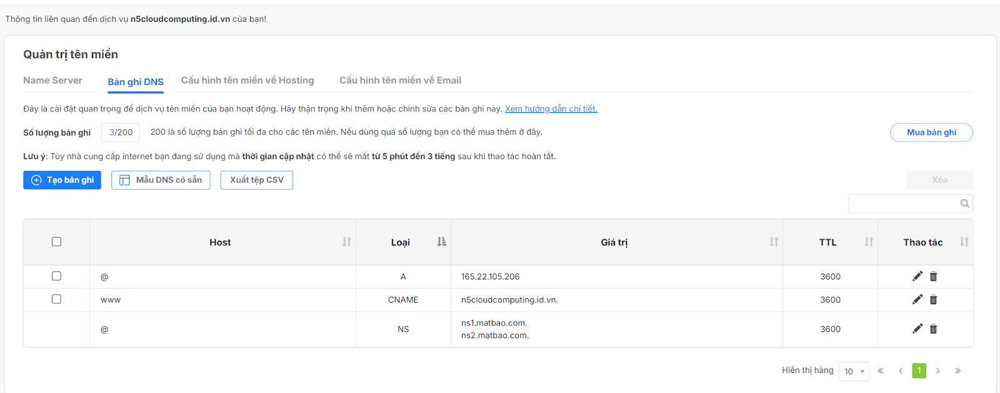 Thông tin liên quan đến dịch vụ n5cloudcomputing.id.vn của bạn!
Quản trị tên miền
Name Server
Bản ghi DNS
Cấu hình tên miền về Hosting
Cấu hình tên miền về Email
Đây là cài đặt quan trọng để dịch vụ tên miền của bạn hoạt động. Hãy thận trọng khi thêm hoặc chỉnh sửa các bản ghi này. Xem hướng dẫn chi tiết.
Số lượng bản ghi 3/200 200 là số lượng bản ghi tối đa cho các tên miền. Nếu dùng quá số lượng bạn có thể mua thêm ở đây.
Mua bản ghi
Lưu ý: Tùy nhà cung cấp internet bạn đang sử dụng mà thời gian cập nhật có thể sẽ mất từ 5 phút đến 3 tiếng sau khi thao tác hoàn tất.
Tạo bản ghi
Mẫu DNS có sẵn
Xuất tệp CSV
Xóa
Host Loại Giá trị TTL Thao tác
@ A 165.22.105.206 3600
www CNAME n5cloudcomputing.id.vn. 3600
@ NS ns1.matbao.com. 3600
ns2.matbao.com.
Hiển thị hàng 10 « ‹ 1 › »